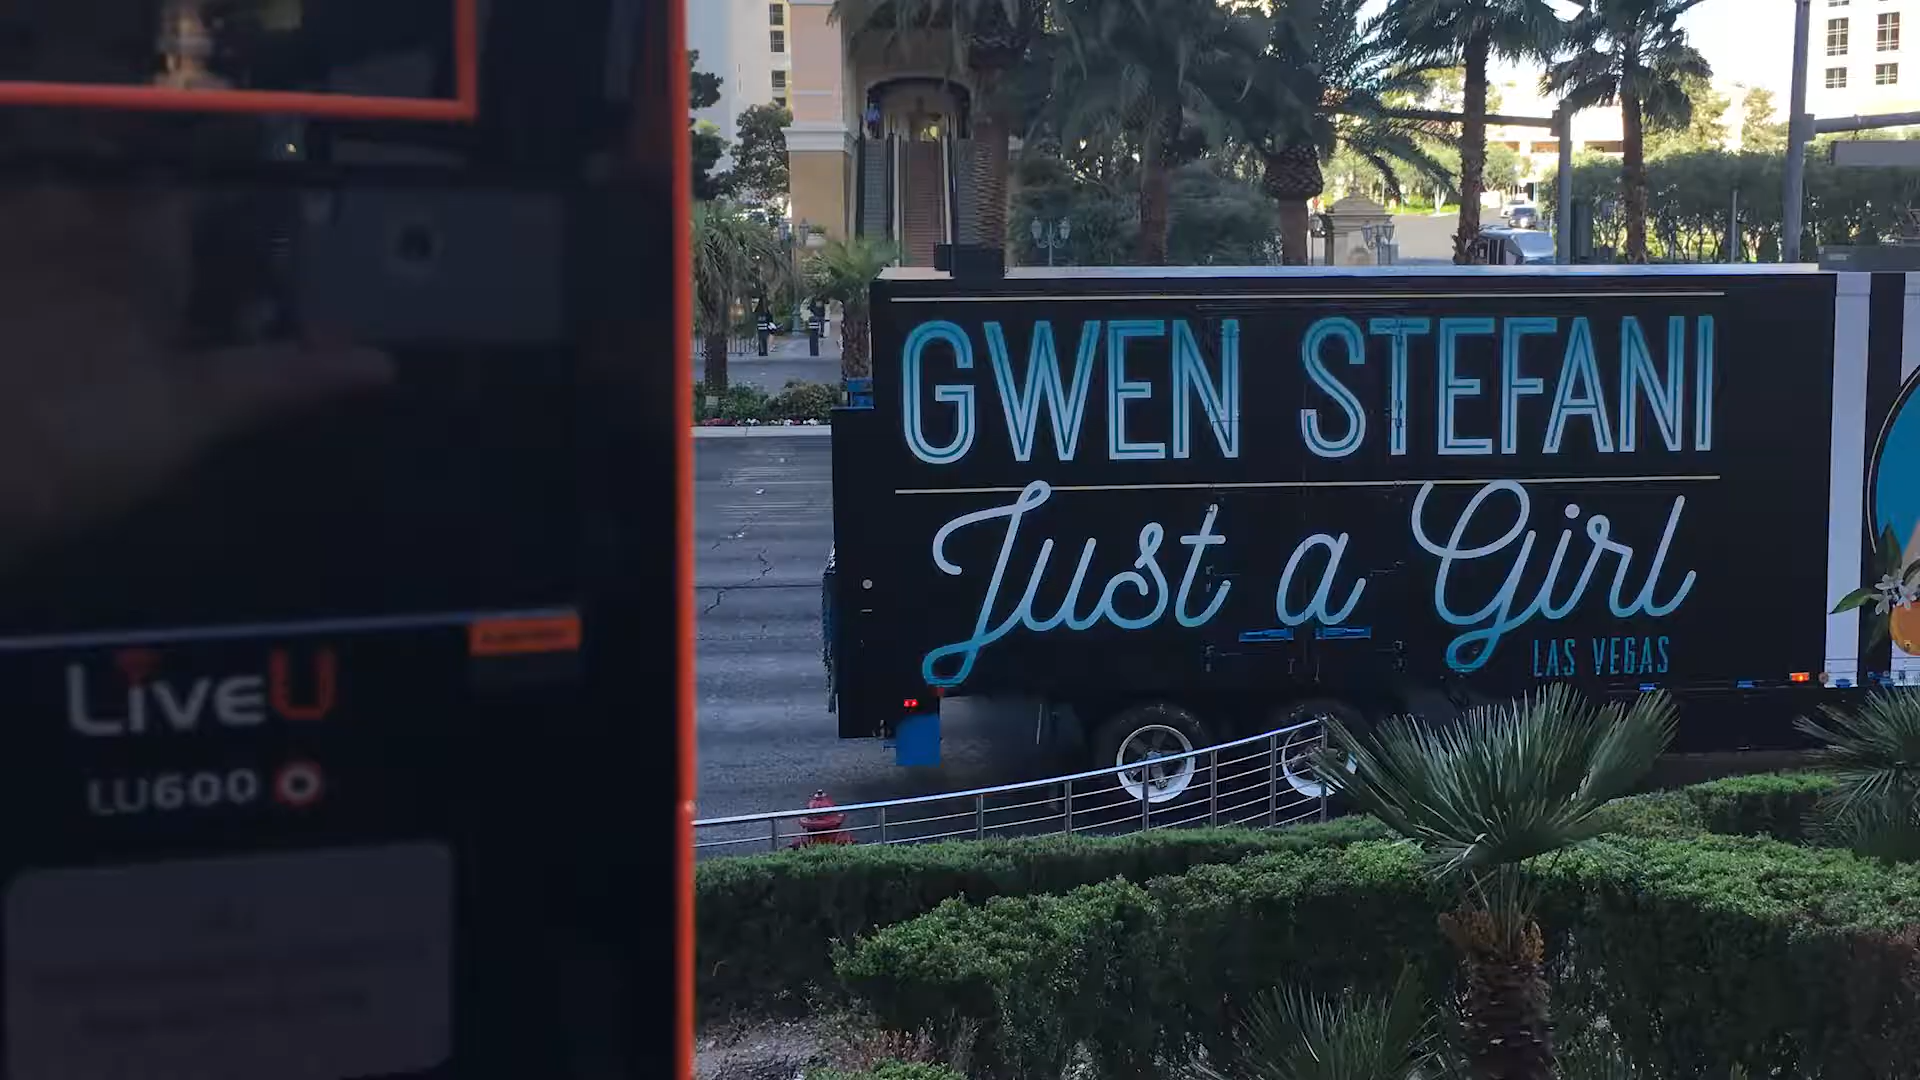 LIVEU
LU600
GWEN STEFANI
Just a Girl
LAS VEGAS